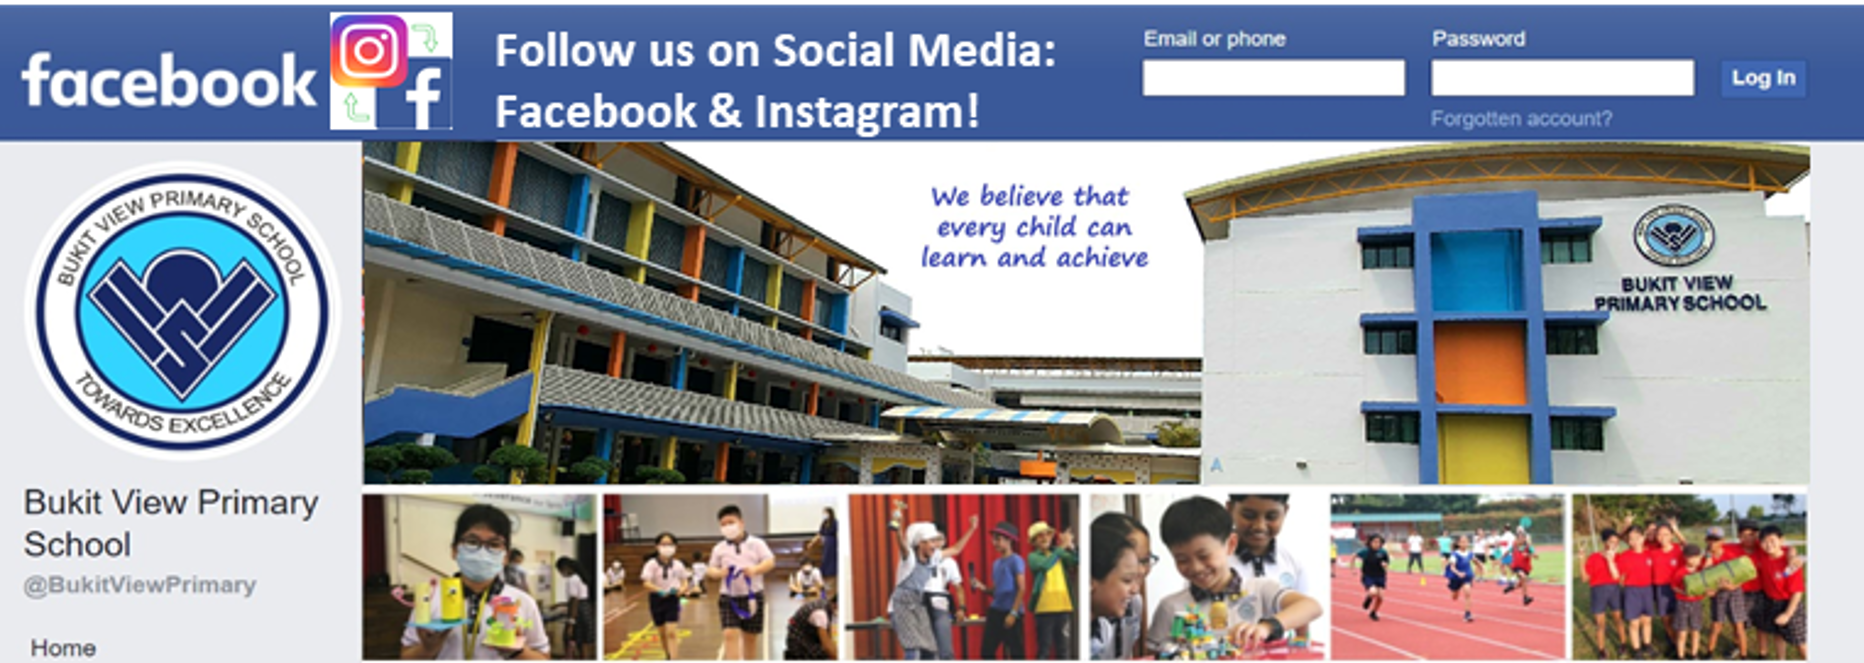 facebook
Follow us on Social Media:
Facebook & Instagram!
Email or phone
Password
Log In
Forgotten account?
BUKIT VIEW PRIMARY SCHOOL
TOWARDS EXCELLENCE
We believe that
every child can
learn and achieve
BUKIT VIEW
PRIMARY SCHOOL
A
Bukit View Primary
School
@BukitViewPrimary
Home